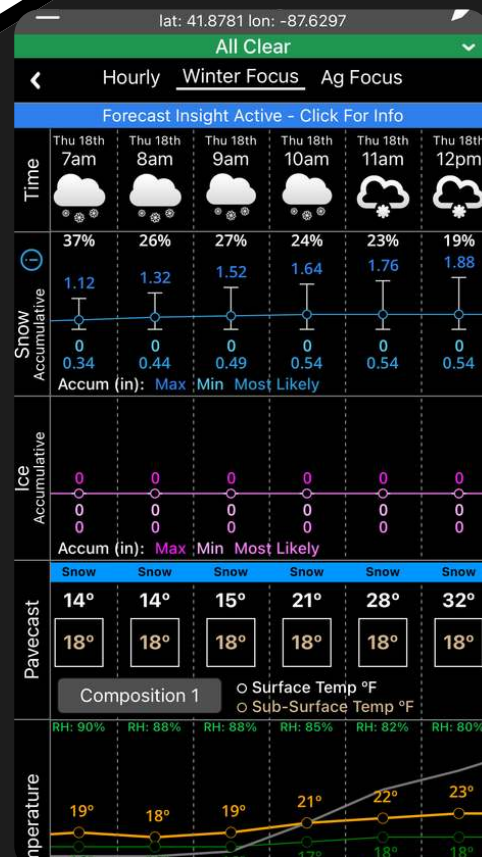 lat: 41.8781 lon: -87.6297
All Clear
Hourly Winter Focus Ag Focus
Forecast Insight Active - Click For Info
Time
Thu 18th Thu 18th Thu 18th Thu 18th Thu 18th Thu 18th
7am 8am 9am 10am 11am 12pm
Snow
Accumulative
37% 26% 27% 24% 23% 19%
1.12 1.32 1.52 1.64 1.76 1.88
0 0 0 0 0 0
0.34 0.44 0.49 0.54 0.54 0.54
Accum (in): Max Min Most Likely
Ice
Accumulative
0 0 0 0 0 0
0 0 0 0 0 0
0 0 0 0 0 0
Accum (in): Max Min Most Likely
Pavecast
Snow Snow Snow Snow Snow Snow
14° 14° 15° 21° 28° 32°
18° 18° 18° 18° 18° 18°
Composition 1
Surface Temp °F
Sub-Surface Temp °F
RH: 90% RH: 88% RH: 88% RH: 85% RH: 82% RH: 80%
mperature
19° 18° 19° 21° 22° 23°
17° 18° 18°